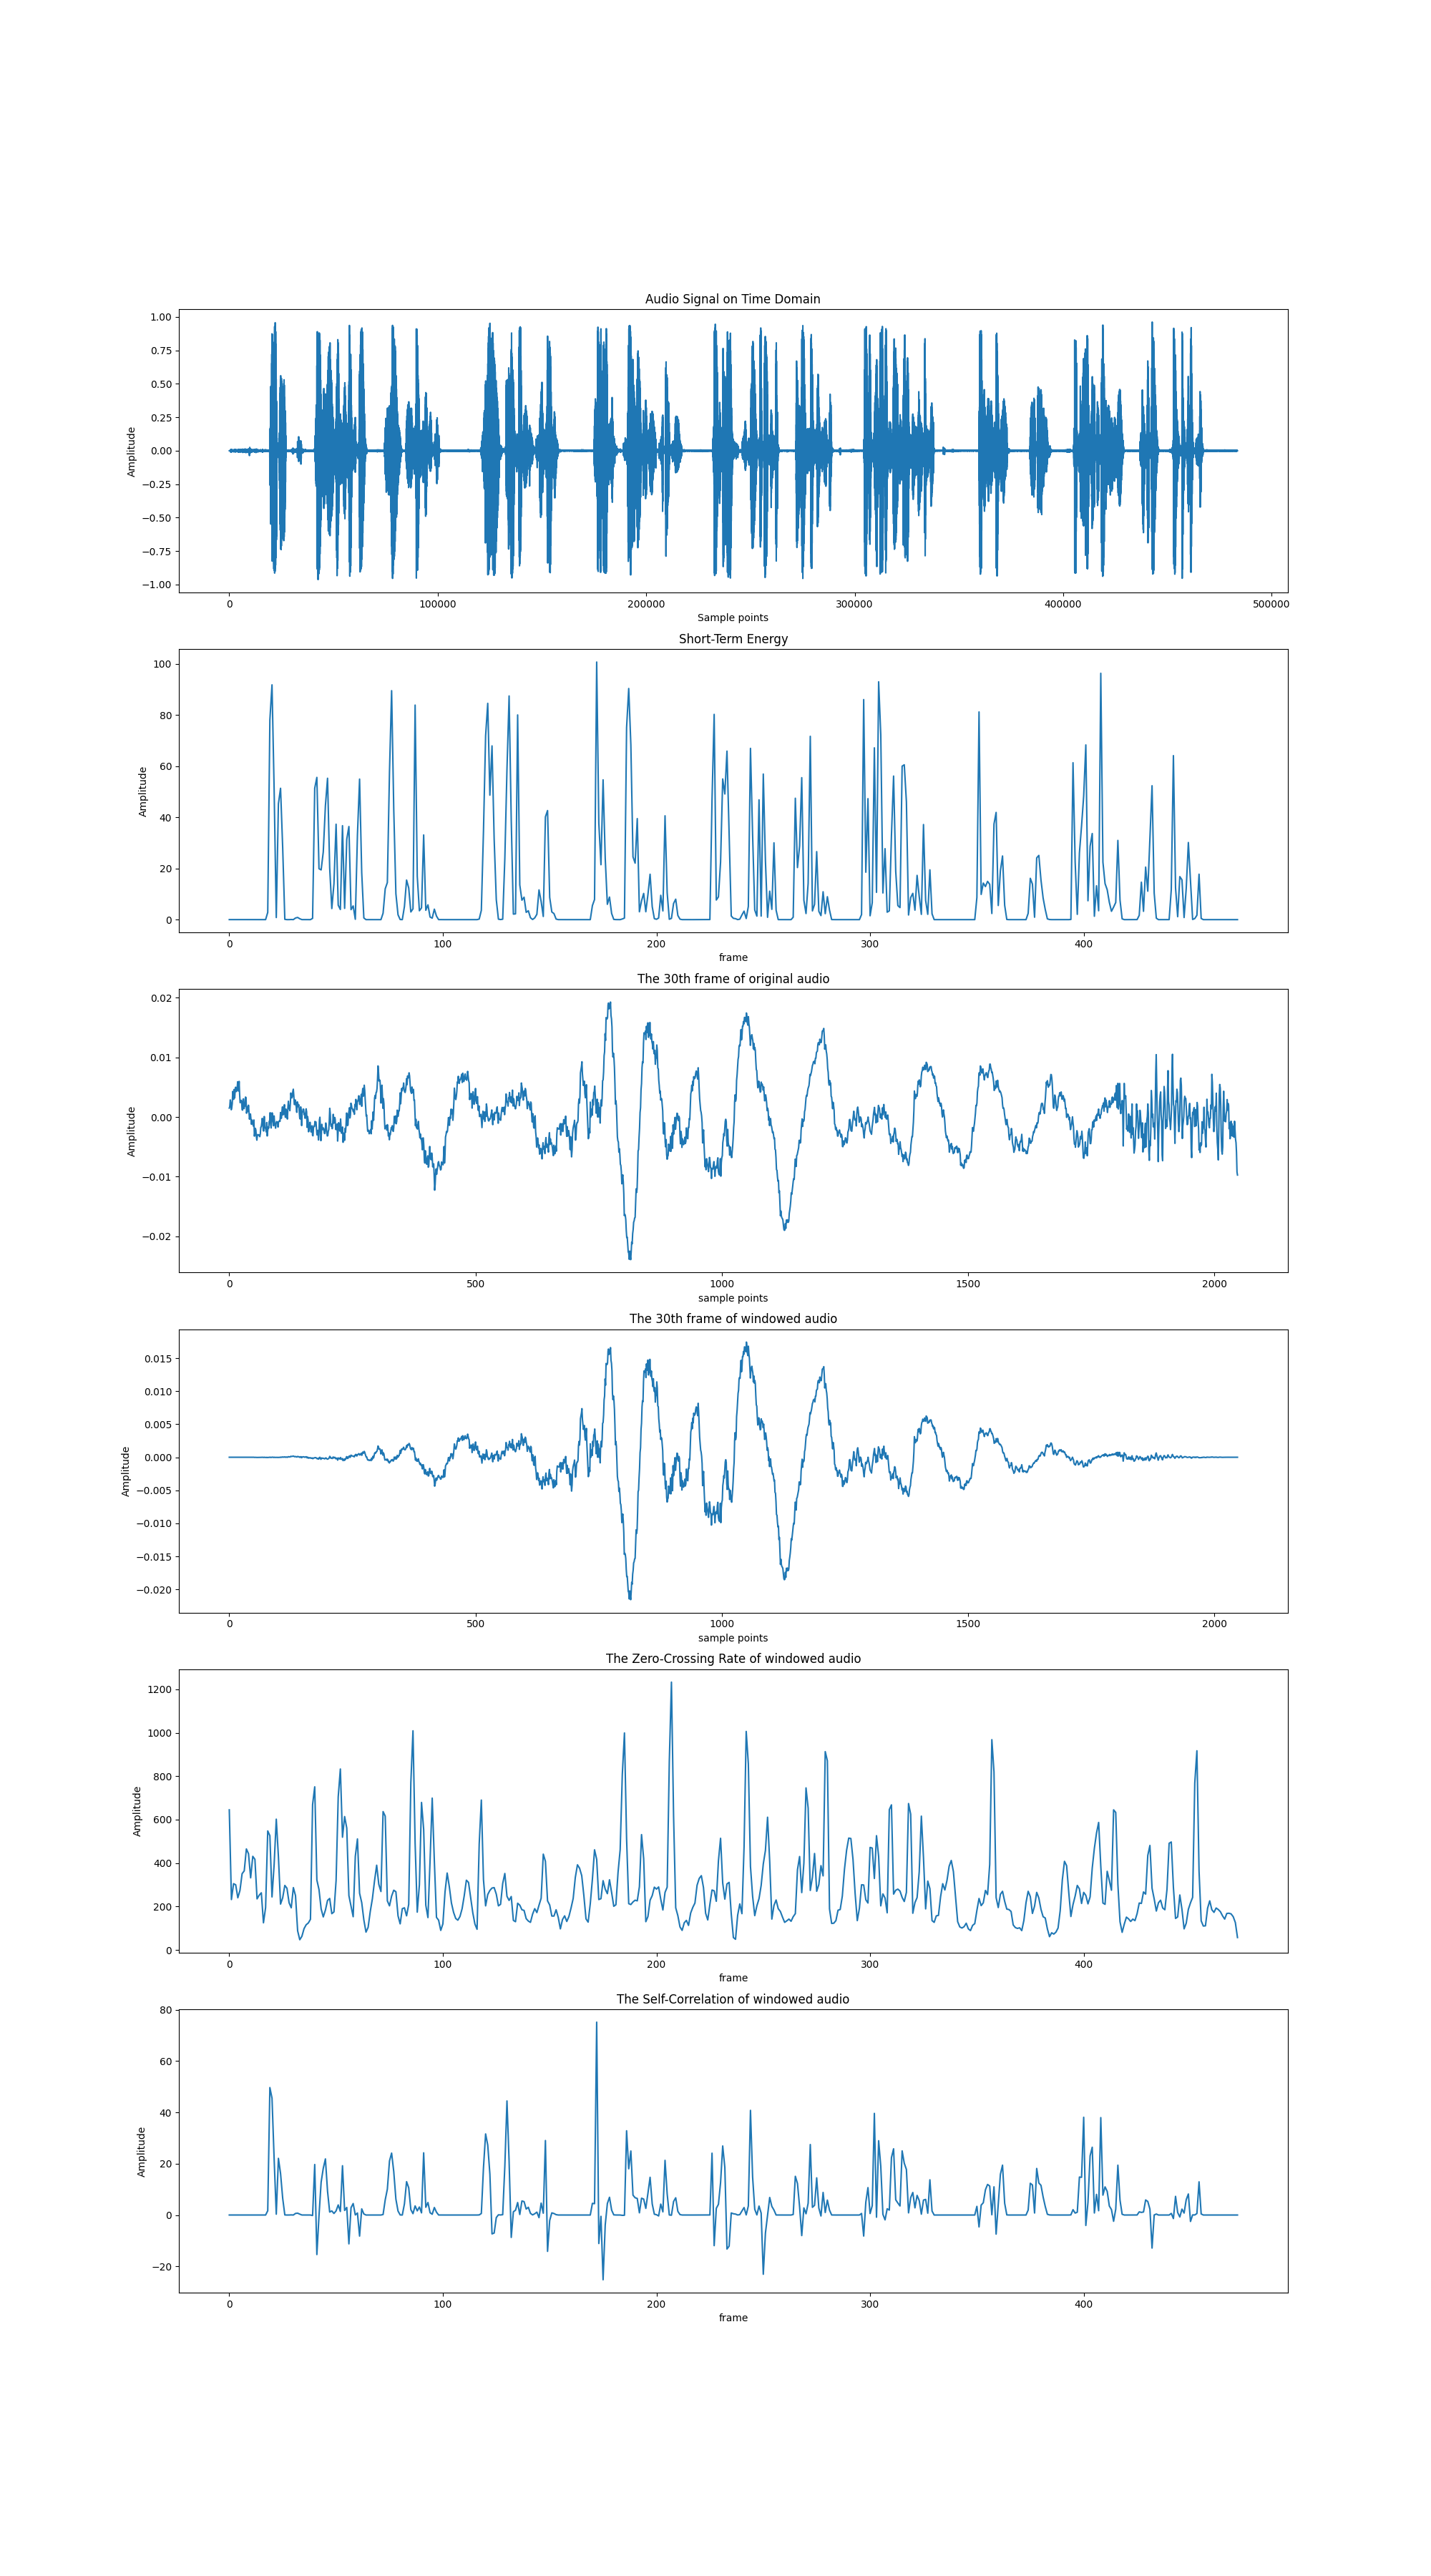 Audio Signal on Time Domain
1.00
0.75
0.50
0.25
0.00
−0.25
−0.50
−0.75
−1.00
Amplitude
0 100000 200000 300000 400000 500000
Sample points
Short-Term Energy
100
80
60
40
20
0
Amplitude
0 100 200 300 400
frame
The 30th frame of original audio
0.02
0.01
0.00
−0.01
−0.02
Amplitude
0 500 1000 1500 2000
sample points
The 30th frame of windowed audio
0.015
0.010
0.005
0.000
−0.005
−0.010
−0.015
−0.020
Amplitude
0 500 1000 1500 2000
sample points
The Zero-Crossing Rate of windowed audio
1200
1000
800
600
400
200
0
Amplitude
0 100 200 300 400
frame
The Self-Correlation of windowed audio
80
60
40
20
0
−20
Amplitude
0 100 200 300 400
frame